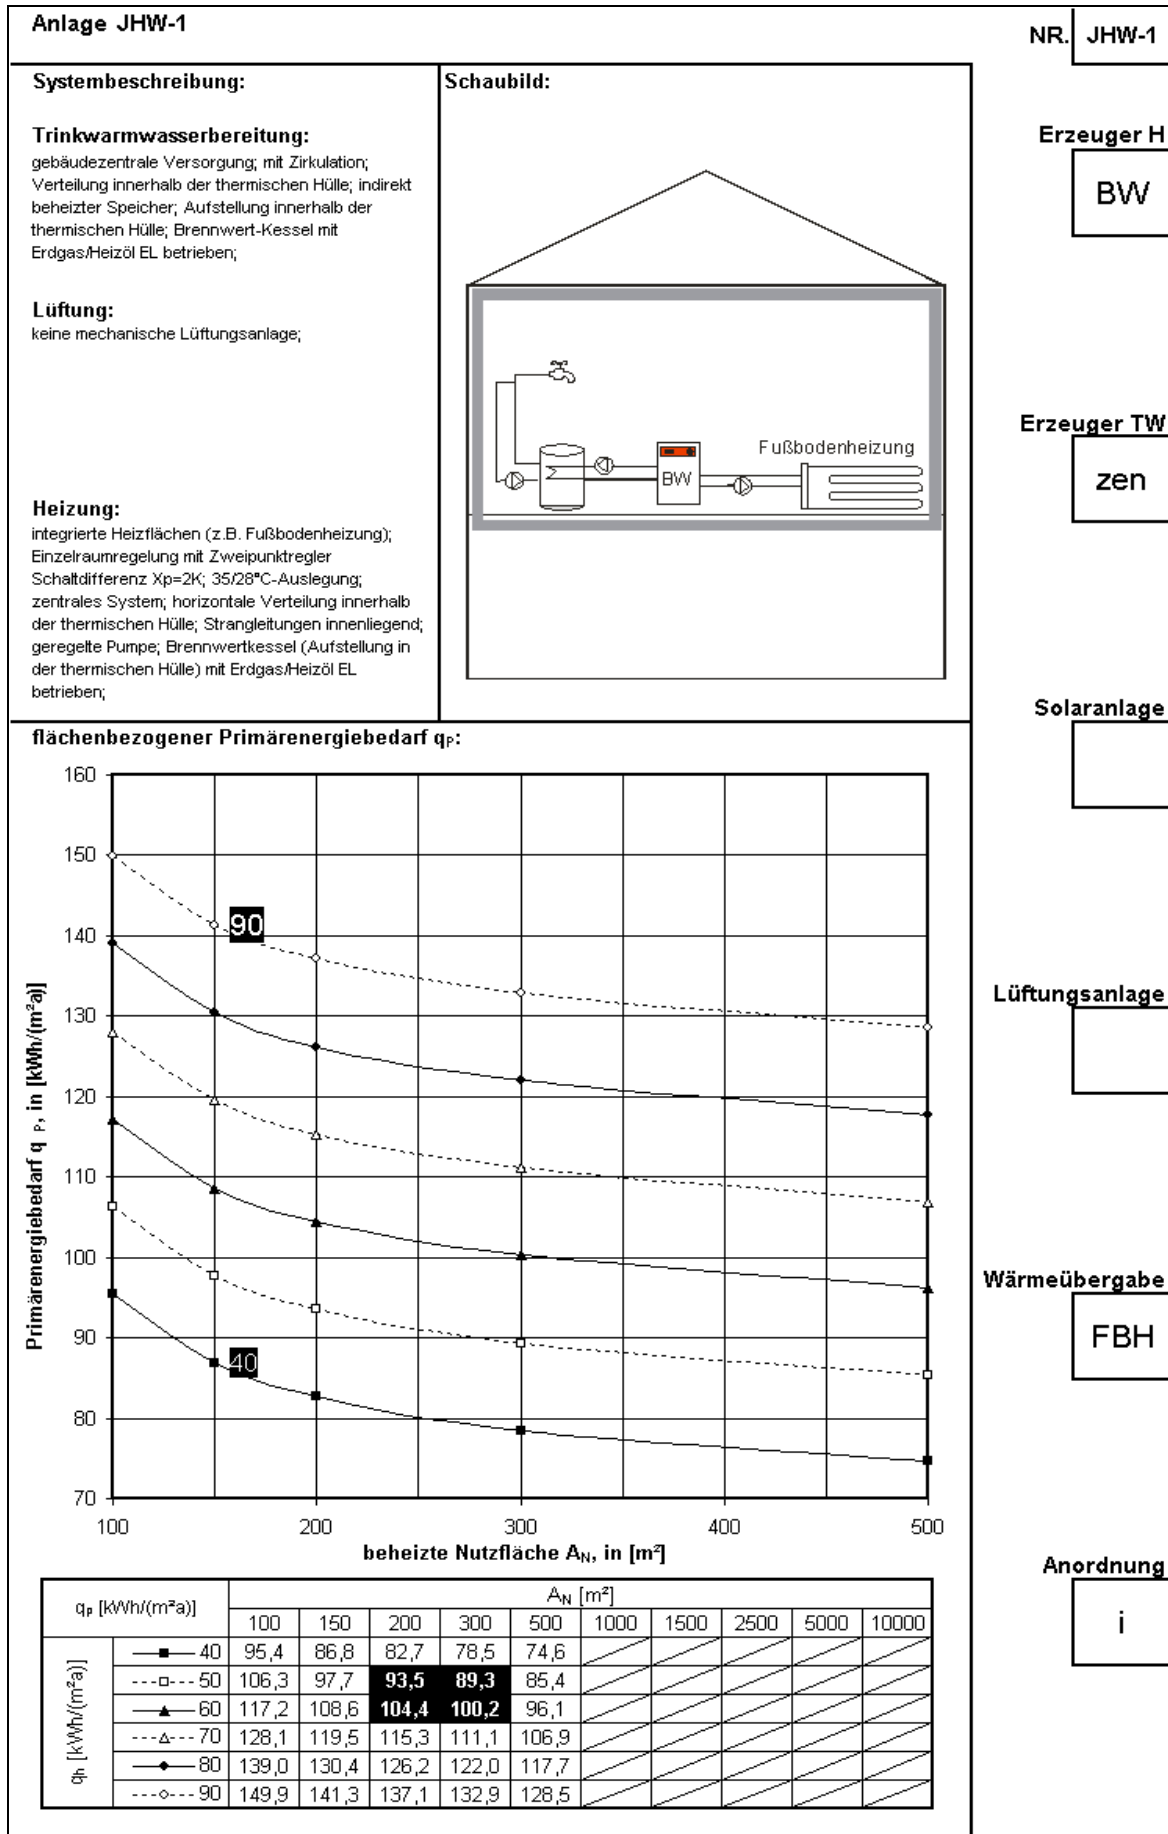 Anlage JHW-1
NR. JHW-1
Systembeschreibung:
Trinkwarmwasserbereitung:
gebäudezentrale Versorgung; mit Zirkulation;
Verteilung innerhalb der thermischen Hülle; indirekt
beheizter Speicher; Aufstellung innerhalb der
thermischen Hülle; Brennwert-Kessel mit
Erdgas/Heizöl EL betrieben;
Lüftung:
keine mechanische Lüftungsanlage;
Heizung:
integrierte Heizflächen (z.B. Fußbodenheizung);
Einzelraumregelung mit Zweipunktregler
Schaltdifferenz Xp=2K; 35/28°C-Auslegung;
zentrales System; horizontale Verteilung innerhalb
der thermischen Hülle; Strangleitungen innenliegend;
geregelte Pumpe; Brennwertkessel (Aufstellung in
der thermischen Hülle) mit Erdgas/Heizöl EL
betrieben;
Schaubild:
Fußbodenheizung
BW
Erzeuger H
BW
Erzeuger TW
zen
Solaranlage
Lüftungsanlage
Wärmeübergabe
FBH
Anordnung
i
flächenbezogener Primärenergiebedarf qP:
Primärenergiebedarf q P, in [kWh/(m²a)]
160
150
140
130
120
110
100
90
80
70
90
40
100 200 300 400 500
beheizte Nutzfläche AN, in [m²]
qP [kWh/(m²a)] AN [m²]
100 150 200 300 500 1000 1500 2500 5000 10000
qh [kWh/(m²a)]
40 95,4 86,8 82,7 78,5 74,6
50 106,3 97,7 93,5 89,3 85,4
60 117,2 108,6 104,4 100,2 96,1
70 128,1 119,5 115,3 111,1 106,9
80 139,0 130,4 126,2 122,0 117,7
90 149,9 141,3 137,1 132,9 128,5